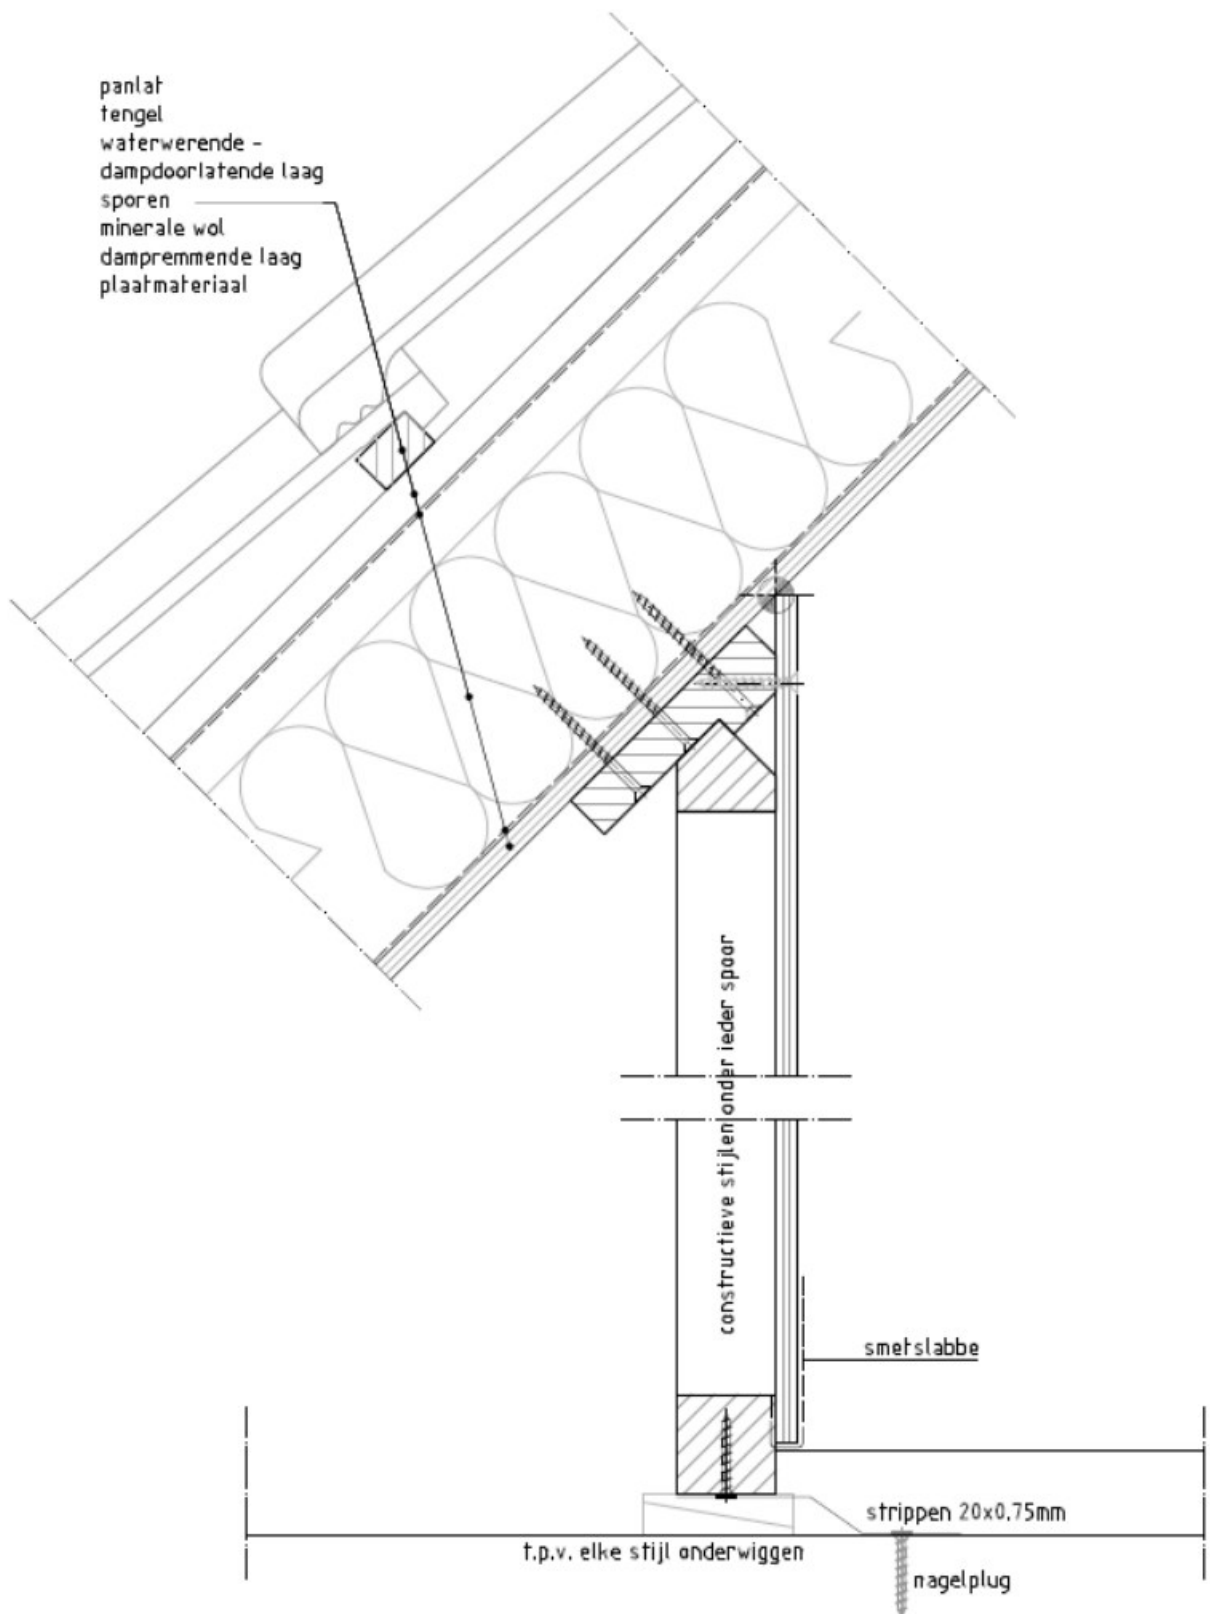 panlat
tengel
waterwerende -
dampdoorlatende laag
sporen
minerale wol
dampremmende laag
plaatmateriaal
constructieve stijlen onder ieder spoor
smetslabbe
strippen 20x0,75mm
t.p.v. elke stijl onderwiggen
nagelplug